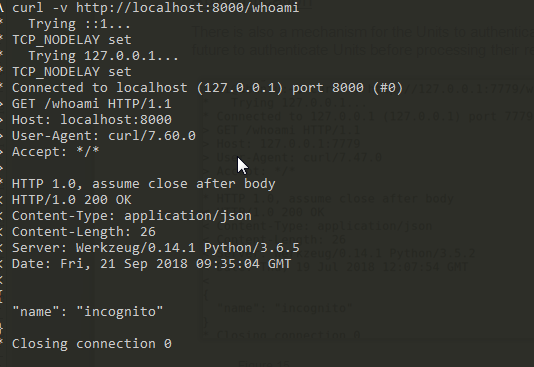 λ curl -v http://localhost:8000/whoami
*   Trying ::1...
* TCP_NODELAY set
*   Trying 127.0.0.1...
* TCP_NODELAY set
* Connected to localhost (127.0.0.1) port 8000 (#0)
> GET /whoami HTTP/1.1
> Host: localhost:8000
> User-Agent: curl/7.60.0
> Accept: */*
>
* HTTP 1.0, assume close after body
< HTTP/1.0 200 OK
< Content-Type: application/json
< Content-Length: 26
< Server: Werkzeug/0.14.1 Python/3.6.5
< Date: Fri, 21 Sep 2018 09:35:04 GMT
<
{
  "name": "incognito"
}
* Closing connection 0